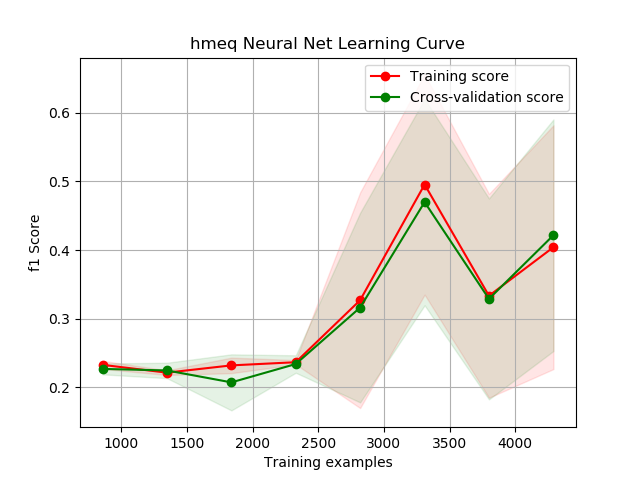 hmeq Neural Net Learning Curve
Training score
Cross-validation score
0.6
0.5
0.4
0.3
0.2
f1 Score
1000 1500 2000 2500 3000 3500 4000
Training examples